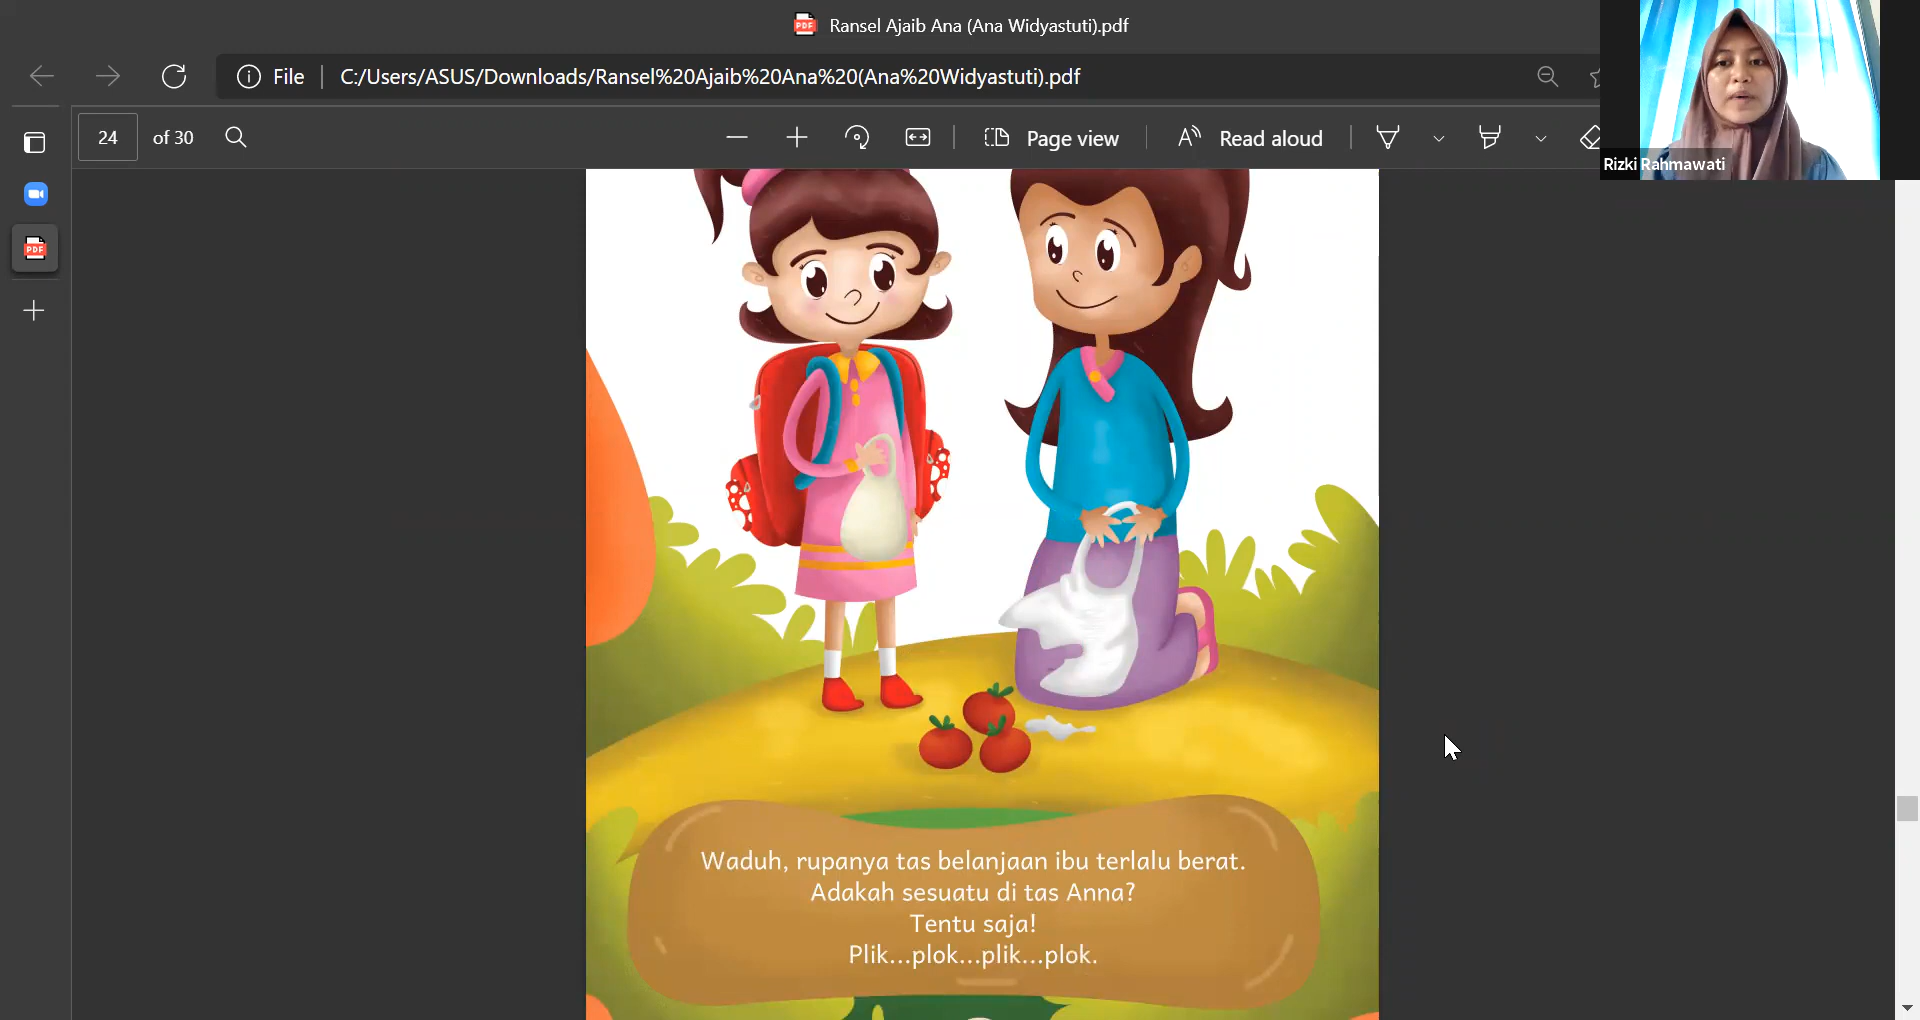 Ransel Ajaib Ana (Ana Widyastuti).pdf
File
C:/Users/ASUS/Downloads/Ransel%20Ajaib%20Ana%20(Ana%20Widyastuti).pdf
24 of 30
Page view
Read aloud
Rizki Rahmawati
PDF
PDF
Waduh, rupanya tas belanjaan ibu terlalu berat.
Adakah sesuatu di tas Anna?
Tentu saja!
Plik...plok...plik...plok.